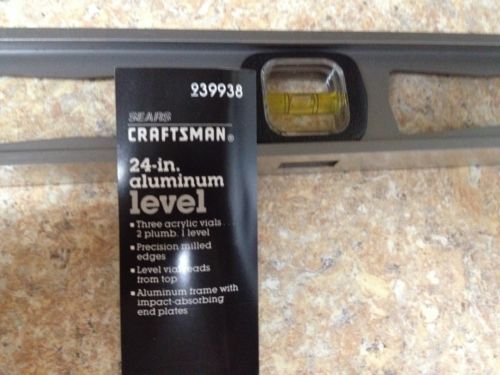 939938
SEARS
CRAFTSMAN®
24-in.
aluminum
level
▪ Three acrylic vials . . .
2 plumb. 1 level
▪ Precision milled
edges
▪ Level vial reads
from top
▪ Aluminum frame with
impact-absorbing
end plates